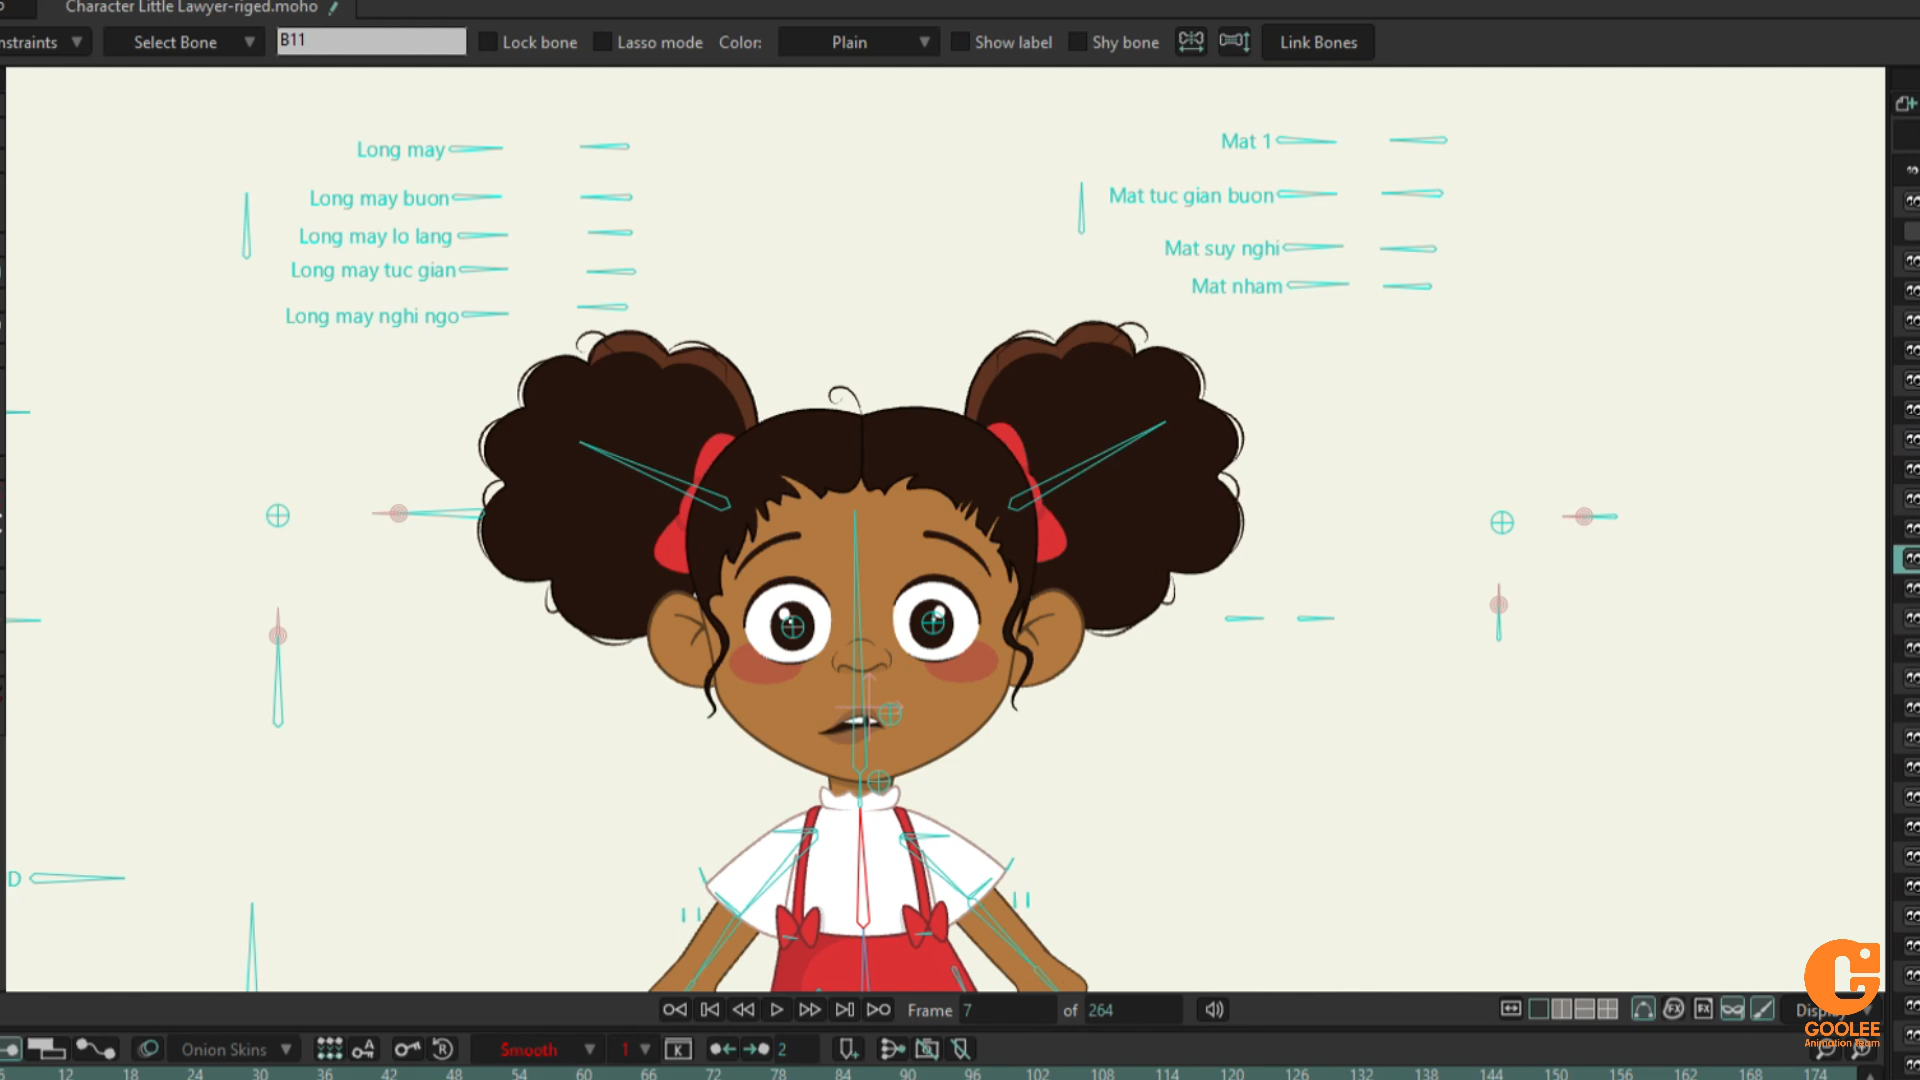 Character Little Lawyer-riged.moho
nstraints
Select Bone
B11
Lock bone
Lasso mode
Color:
Plain
Show label
Shy bone
Link Bones
Long may
Long may buon
Long may lo lang
Long may tuc gian
Long may nghi ngo
Mat 1
Mat tuc gian buon
Mat suy nghi
Mat nham
D
Frame
7
of
264
Onion Skins
Smooth
1
2
12 18 24 30 36 42 48 54 60 66 72 78 84 90 96 102 108 114 120 126 132 138 144 150 156 162 168 174
GOOLEE
Animation Team